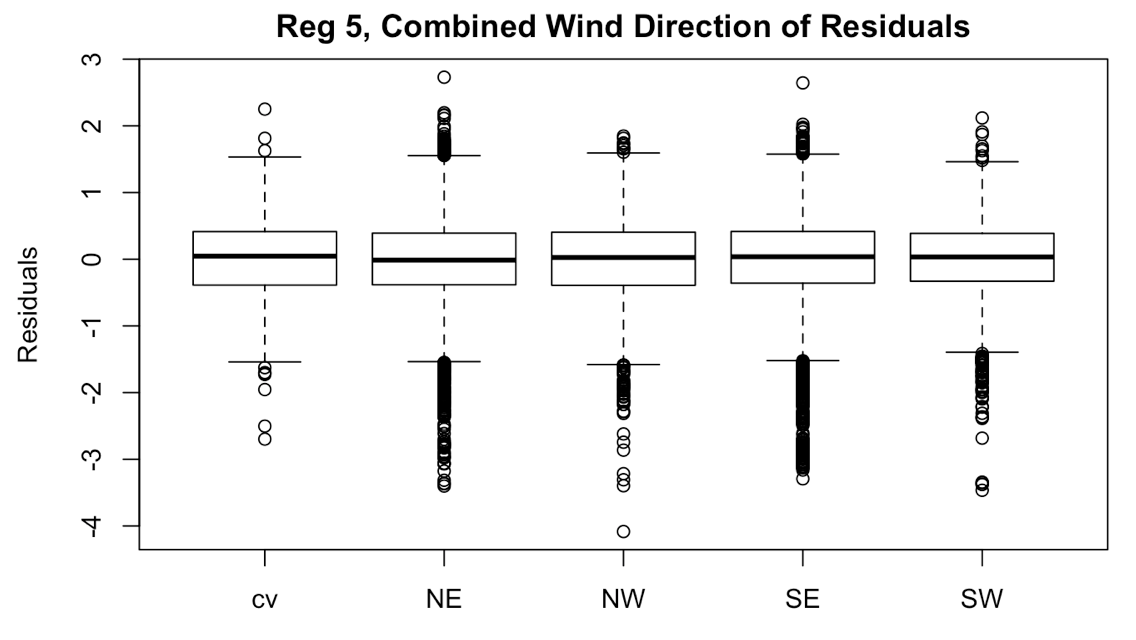 Reg 5, Combined Wind Direction of Residuals
Residuals
3
2
1
0
-1
-2
-3
-4
cv NE NW SE SW